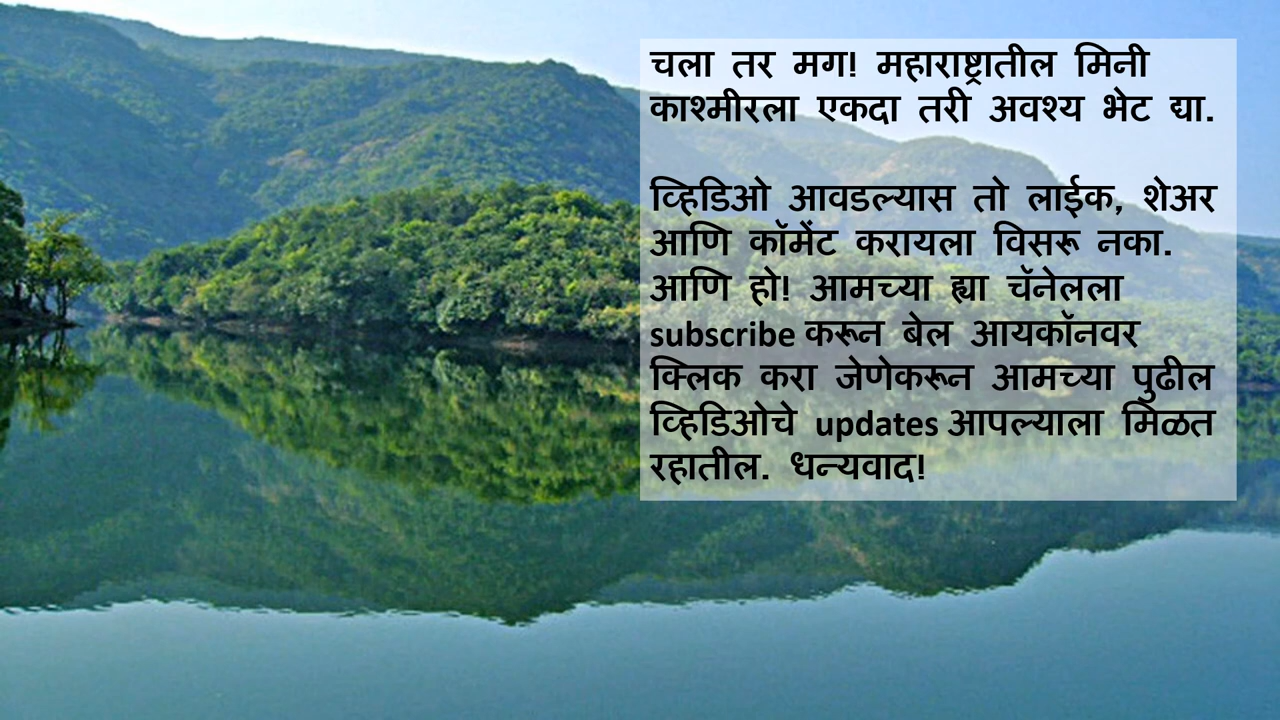 चला तर मग! महाराष्ट्रातील मिनी
काश्मीरला एकदा तरी अवश्य भेट द्या.
व्हिडिओ आवडल्यास तो लाईक, शेअर
आणि कॉमेंट करायला विसरू नका.
आणि हो! आमच्या ह्या चॅनेलला
subscribe करून बेल आयकॉनवर
क्लिक करा जेणेकरून आमच्या पुढील
व्हिडिओचे updates आपल्याला मिळत
रहातील. धन्यवाद!